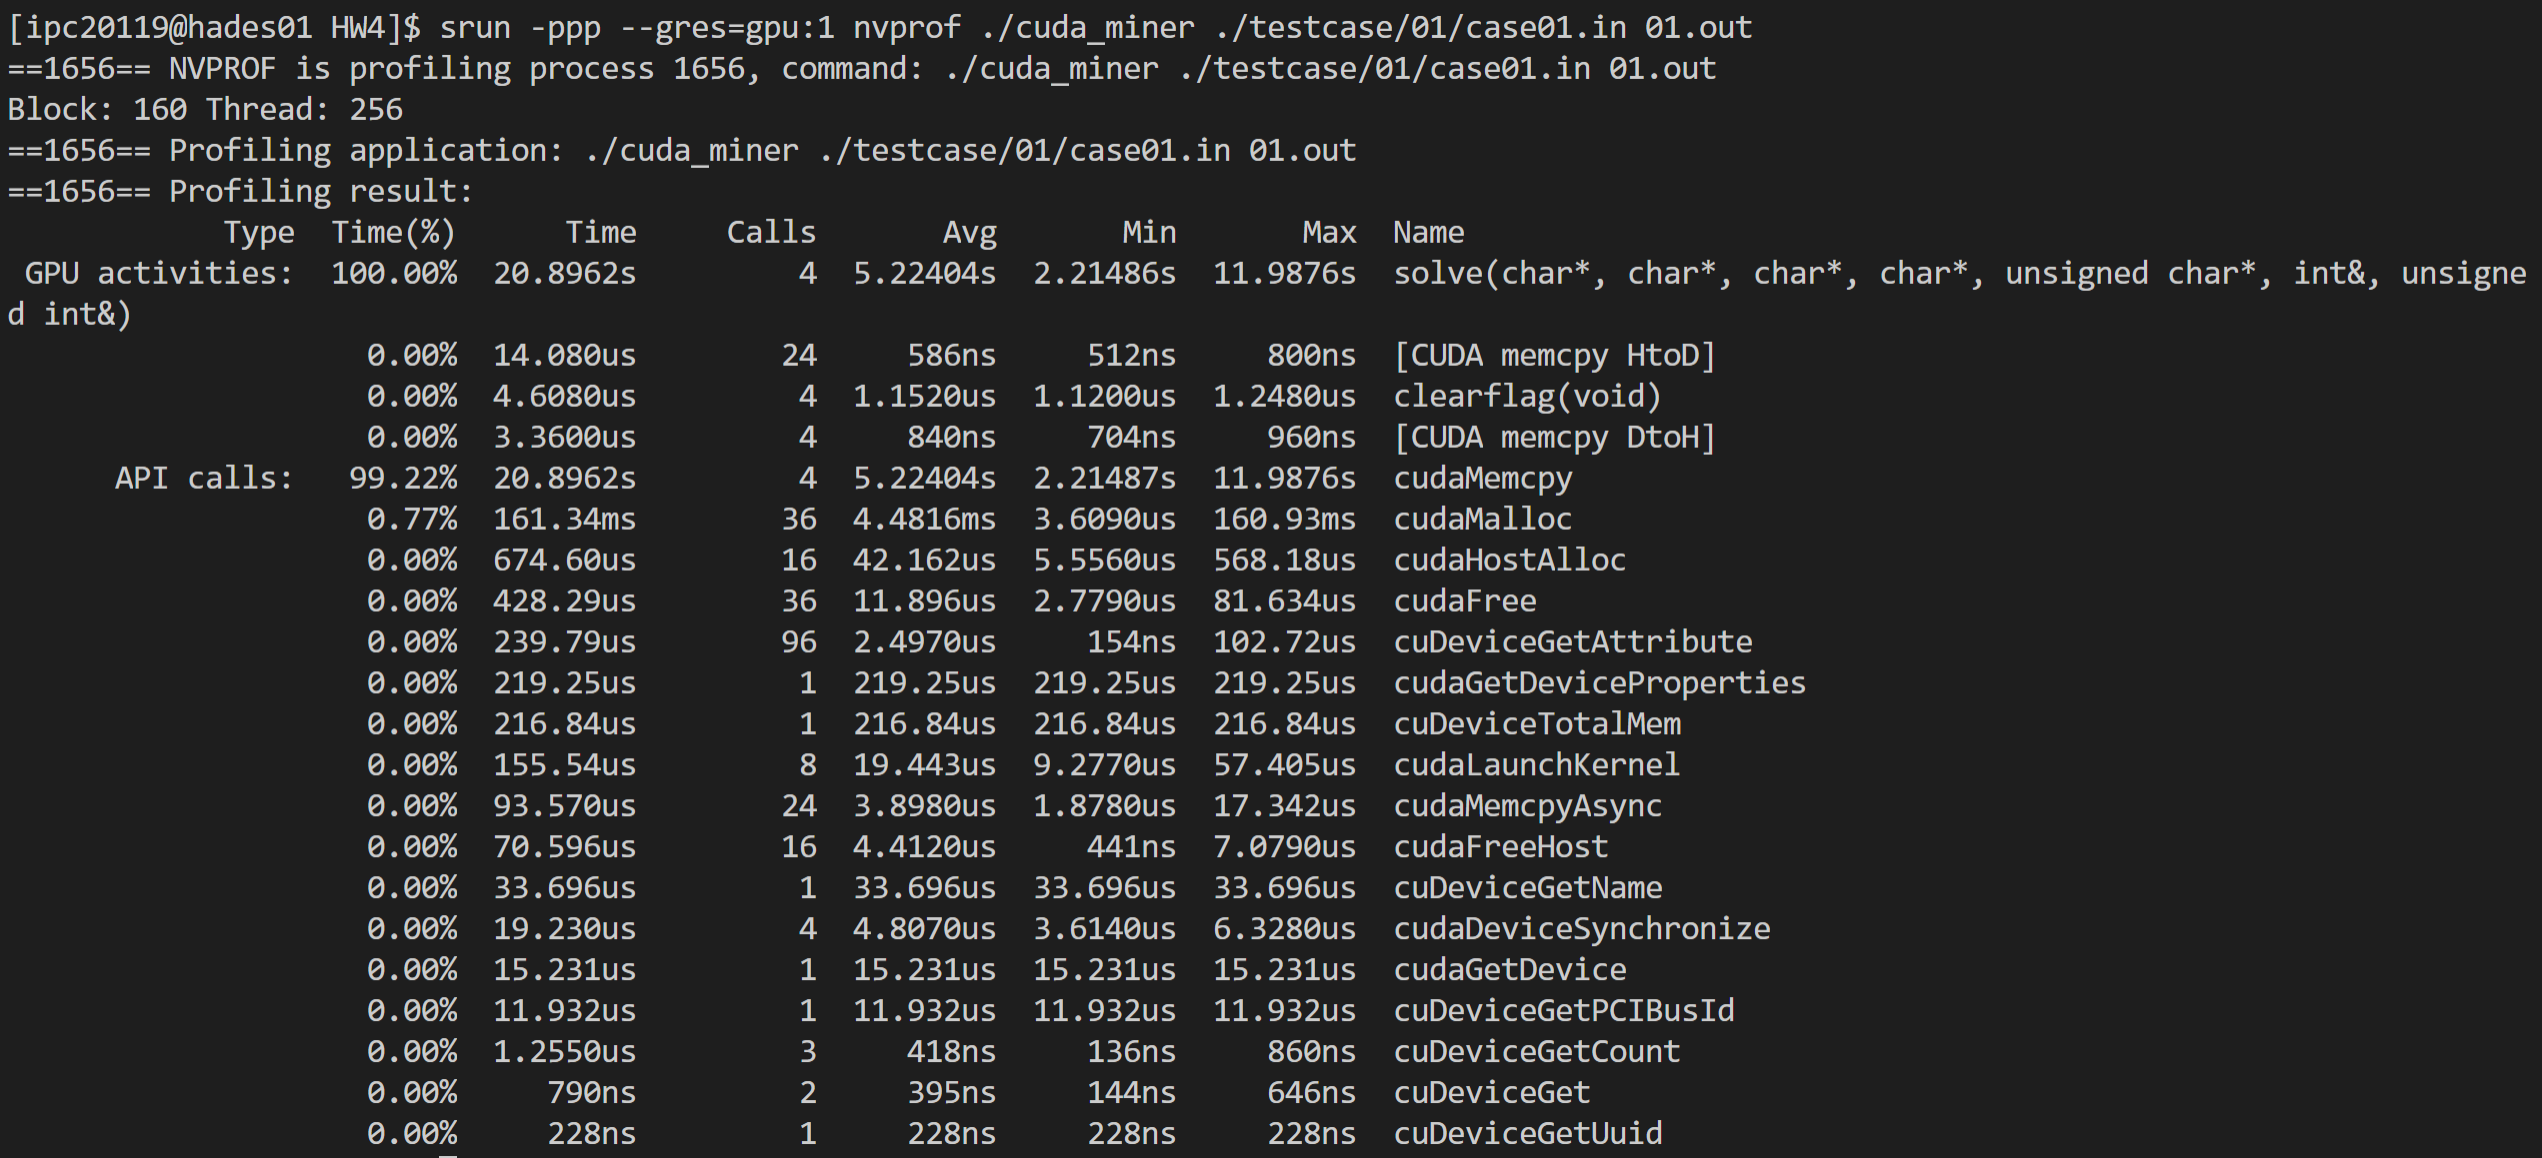 [ipc20119@hades01 HW4]$ srun -ppp --gres=gpu:1 nvprof ./cuda_miner ./testcase/01/case01.in 01.out
==1656== NVPROF is profiling process 1656, command: ./cuda_miner ./testcase/01/case01.in 01.out
Block: 160 Thread: 256
==1656== Profiling application: ./cuda_miner ./testcase/01/case01.in 01.out
==1656== Profiling result:
            Type  Time(%)      Time     Calls       Avg       Min       Max  Name
 GPU activities:  100.00%  20.8962s         4  5.22404s  2.21486s  11.9876s  solve(char*, char*, char*, char*, unsigned char*, int&, unsigne
d int&)
                    0.00%  14.080us        24     586ns     512ns     800ns  [CUDA memcpy HtoD]
                    0.00%  4.6080us         4  1.1520us  1.1200us  1.2480us  clearflag(void)
                    0.00%  3.3600us         4     840ns     704ns     960ns  [CUDA memcpy DtoH]
      API calls:   99.22%  20.8962s         4  5.22404s  2.21487s  11.9876s  cudaMemcpy
                    0.77%  161.34ms        36  4.4816ms  3.6090us  160.93ms  cudaMalloc
                    0.00%  674.60us        16  42.162us  5.5560us  568.18us  cudaHostAlloc
                    0.00%  428.29us        36  11.896us  2.7790us  81.634us  cudaFree
                    0.00%  239.79us        96  2.4970us     154ns  102.72us  cuDeviceGetAttribute
                    0.00%  219.25us         1  219.25us  219.25us  219.25us  cudaGetDeviceProperties
                    0.00%  216.84us         1  216.84us  216.84us  216.84us  cuDeviceTotalMem
                    0.00%  155.54us         8  19.443us  9.2770us  57.405us  cudaLaunchKernel
                    0.00%  93.570us        24  3.8980us  1.8780us  17.342us  cudaMemcpyAsync
                    0.00%  70.596us        16  4.4120us     441ns  7.0790us  cudaFreeHost
                    0.00%  33.696us         1  33.696us  33.696us  33.696us  cuDeviceGetName
                    0.00%  19.230us         4  4.8070us  3.6140us  6.3280us  cudaDeviceSynchronize
                    0.00%  15.231us         1  15.231us  15.231us  15.231us  cudaGetDevice
                    0.00%  11.932us         1  11.932us  11.932us  11.932us  cuDeviceGetPCIBusId
                    0.00%  1.2550us         3     418ns     136ns     860ns  cuDeviceGetCount
                    0.00%     790ns         2     395ns     144ns     646ns  cuDeviceGet
                    0.00%     228ns         1     228ns     228ns     228ns  cuDeviceGetUuid